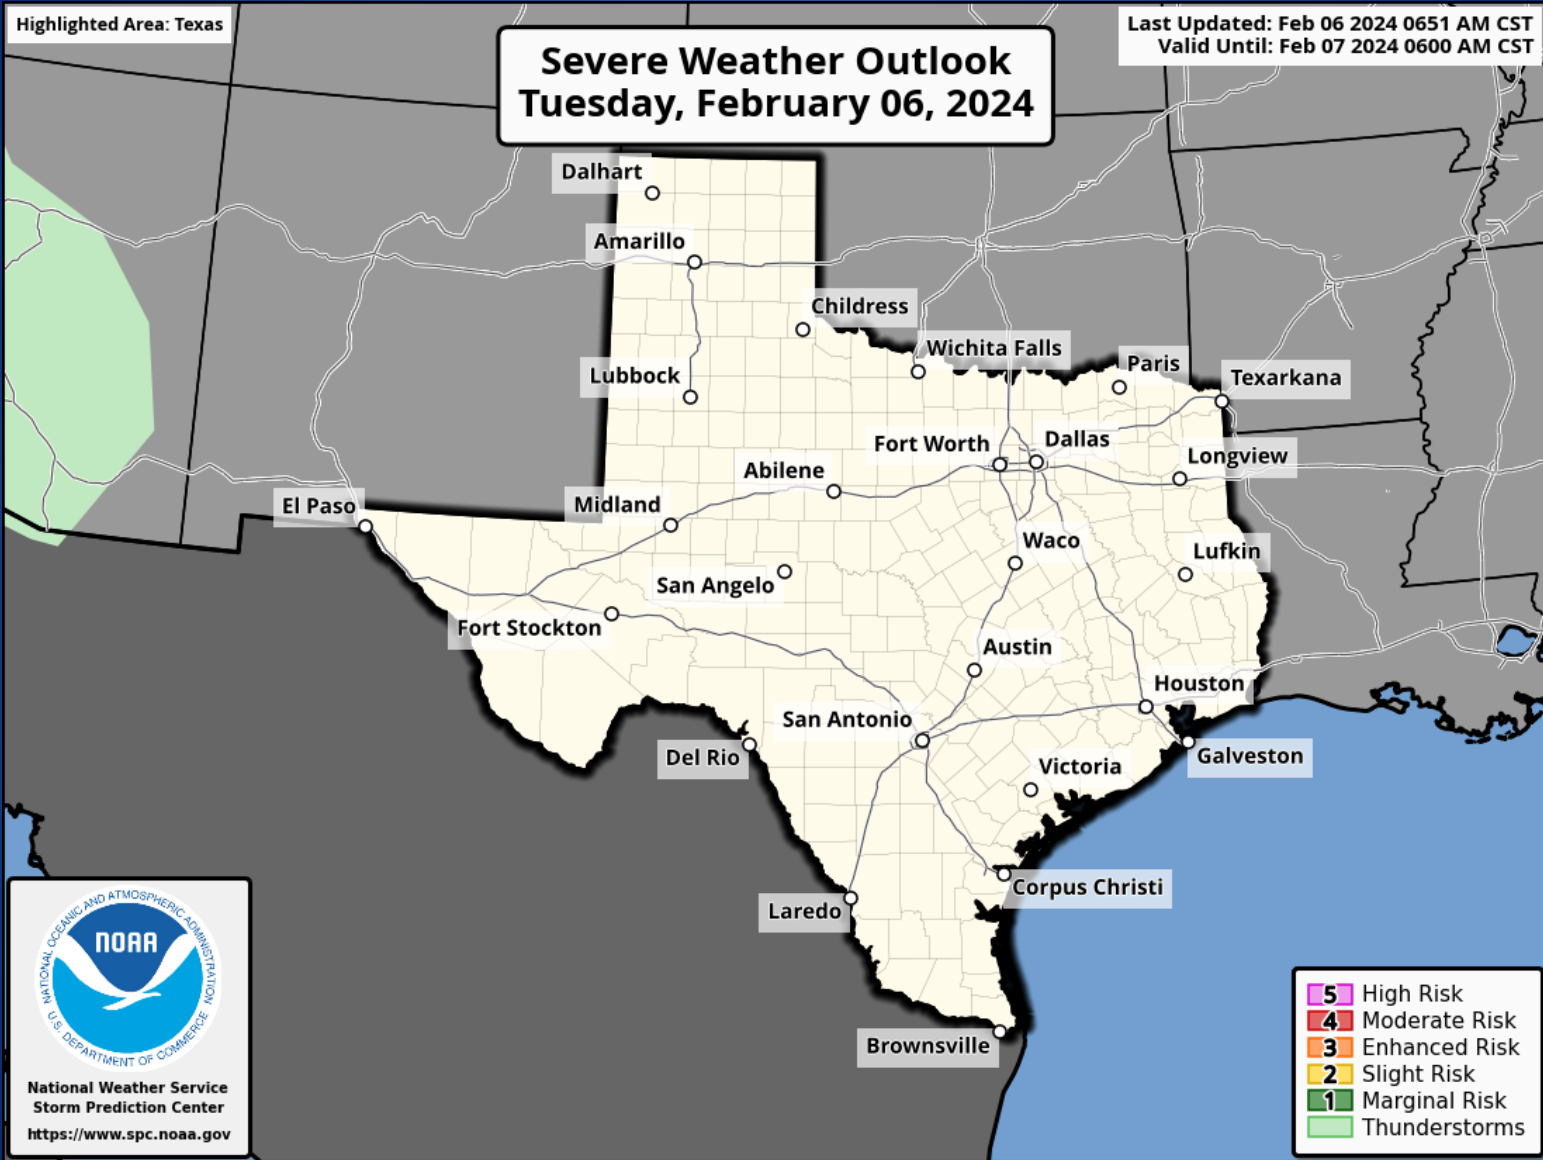 Highlighted Area: Texas
Severe Weather Outlook
Tuesday, February 06, 2024
Last Updated: Feb 06 2024 0651 AM CST
Valid Until: Feb 07 2024 0600 AM CST
Dalhart
Amarillo
Childress
Wichita Falls
Paris
Texarkana
Lubbock
Fort Worth
Dallas
Longview
Abilene
Midland
El Paso
Waco
Lufkin
San Angelo
Fort Stockton
Austin
Houston
San Antonio
Del Rio
Galveston
Victoria
Corpus Christi
Laredo
Brownsville
NATIONAL OCEANIC AND ATMOSPHERIC ADMINISTRATION
NOAA
U.S. DEPARTMENT OF COMMERCE
National Weather Service
Storm Prediction Center
https://www.spc.noaa.gov
5 High Risk
4 Moderate Risk
3 Enhanced Risk
2 Slight Risk
1 Marginal Risk
Thunderstorms